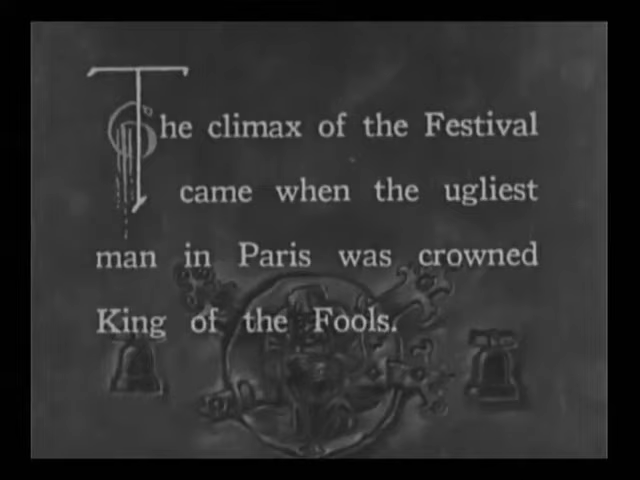 The climax of the Festival
came when the ugliest
man in Paris was crowned
King of the Fools.